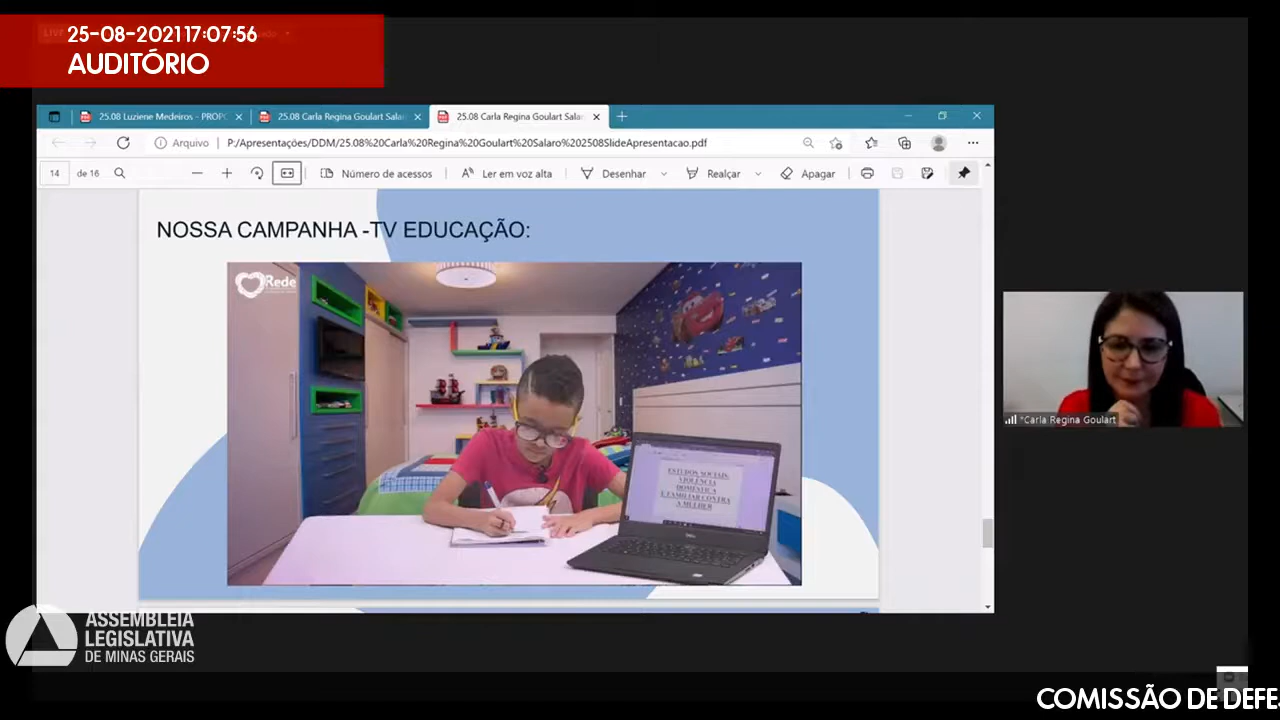 25-08-2021 17:07:56
AUDITÓRIO
25.08 Luziene Medeiros - PROPO
25.08 Carla Regina Goulart Salar
25.08 Carla Regina Goulart Salar
Arquivo
P:/Apresentações/DDM/25.08%20Carla%20Regina%20Goulart%20Salaro%202508SlideApresentacao.pdf
14 de 16
Número de acessos
Ler em voz alta
Desenhar
Realçar
Apagar
NOSSA CAMPANHA -TV EDUCAÇÃO:
Rede
ESTUDOS SOCIAIS:
VIOLÊNCIA
DOMÉSTICA
E FAMILIAR CONTRA
A MULHER
DELL
*Carla Regina Goulart
ASSEMBLEIA
LEGISLATIVA
DE MINAS GERAIS
COMISSÃO DE DEFE